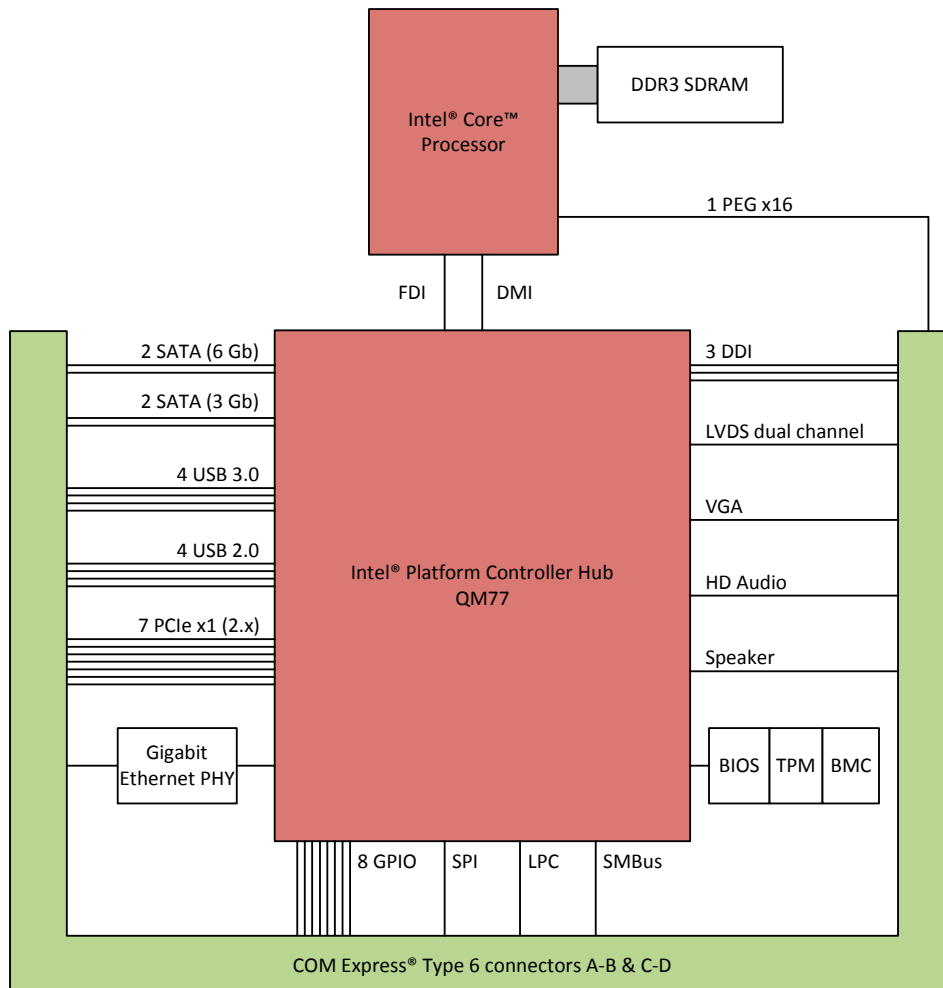 DDR3 SDRAM
Intel® Core™
Processor
1 PEG x16
FDI
DMI
2 SATA (6 Gb)
3 DDI
2 SATA (3 Gb)
LVDS dual channel
4 USB 3.0
VGA
4 USB 2.0
Intel® Platform Controller Hub
QM77
HD Audio
7 PCIe x1 (2.x)
Speaker
Gigabit
Ethernet PHY
BIOS
TPM
BMC
8 GPIO
SPI
LPC
SMBus
COM Express® Type 6 connectors A-B & C-D